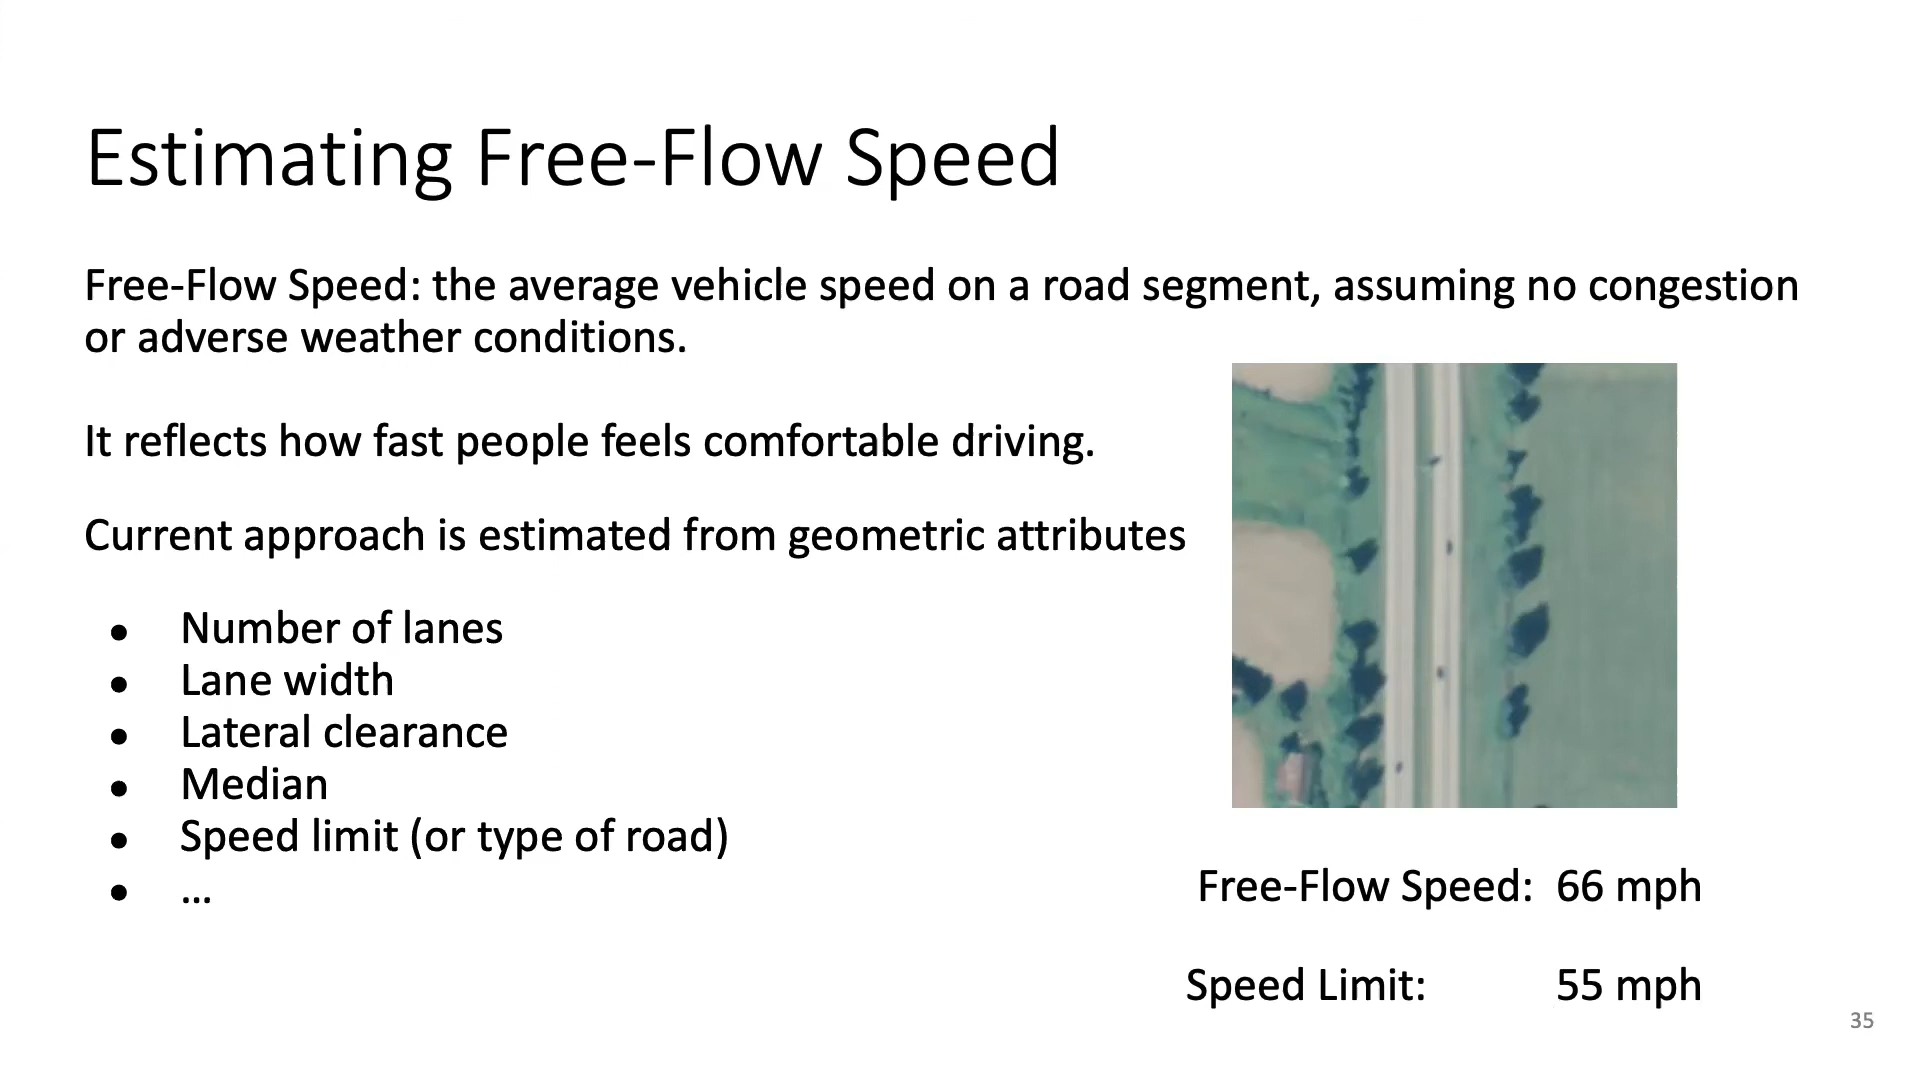 Estimating Free-Flow Speed
Free-Flow Speed: the average vehicle speed on a road segment, assuming no congestion
or adverse weather conditions.
It reflects how fast people feels comfortable driving.
Current approach is estimated from geometric attributes
● Number of lanes
● Lane width
● Lateral clearance
● Median
● Speed limit (or type of road)
● ...
Free-Flow Speed: 66 mph
Speed Limit: 55 mph
35